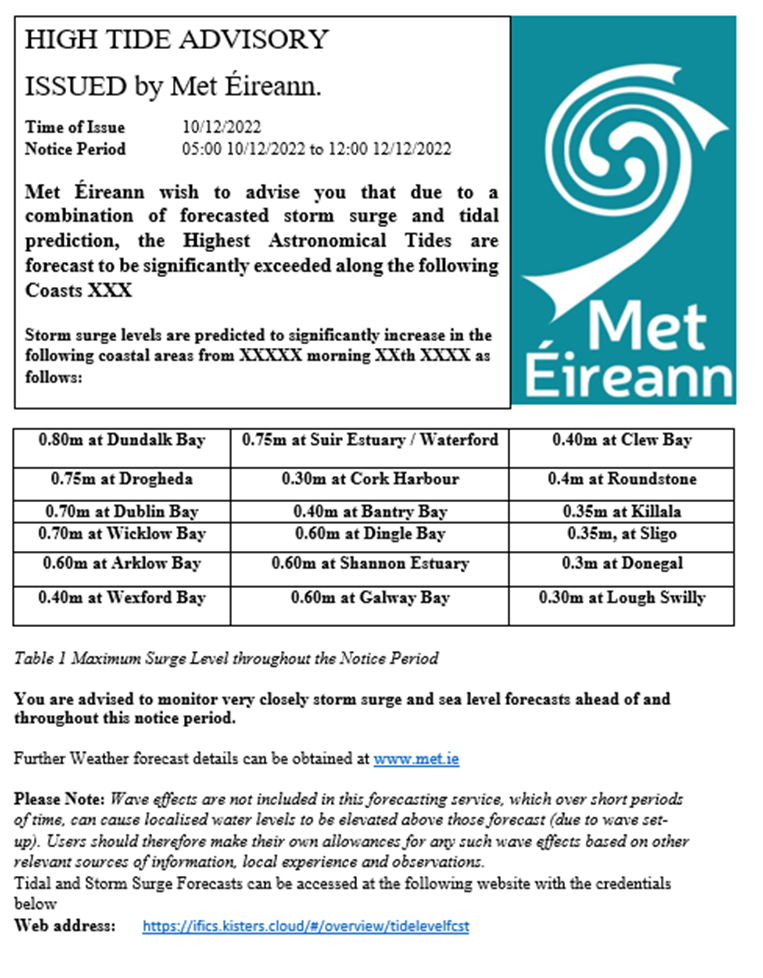 HIGH TIDE ADVISORY
ISSUED by Met Éireann.
Time of Issue 10/12/2022
Notice Period 05:00 10/12/2022 to 12:00 12/12/2022
Met Éireann wish to advise you that due to a
combination of forecasted storm surge and tidal
prediction, the Highest Astronomical Tides are
forecast to be significantly exceeded along the following
Coasts XXX
Storm surge levels are predicted to significantly increase in the
following coastal areas from XXXXX morning XXth XXXX as
follows:
Met
Éireann
0.80m at Dundalk Bay 0.75m at Suir Estuary / Waterford 0.40m at Clew Bay
0.75m at Drogheda 0.30m at Cork Harbour 0.4m at Roundstone
0.70m at Dublin Bay 0.40m at Bantry Bay 0.35m at Killala
0.70m at Wicklow Bay 0.60m at Dingle Bay 0.35m, at Sligo
0.60m at Arklow Bay 0.60m at Shannon Estuary 0.3m at Donegal
0.40m at Wexford Bay 0.60m at Galway Bay 0.30m at Lough Swilly
Table 1 Maximum Surge Level throughout the Notice Period
You are advised to monitor very closely storm surge and sea level forecasts ahead of and
throughout this notice period.
Further Weather forecast details can be obtained at www.met.ie
Please Note: Wave effects are not included in this forecasting service, which over short periods
of time, can cause localised water levels to be elevated above those forecast (due to wave set-
up). Users should therefore make their own allowances for any such wave effects based on other
relevant sources of information, local experience and observations.
Tidal and Storm Surge Forecasts can be accessed at the following website with the credentials
below
Web address: https://ifics.kisters.cloud/#/overview/tidelevelfcst